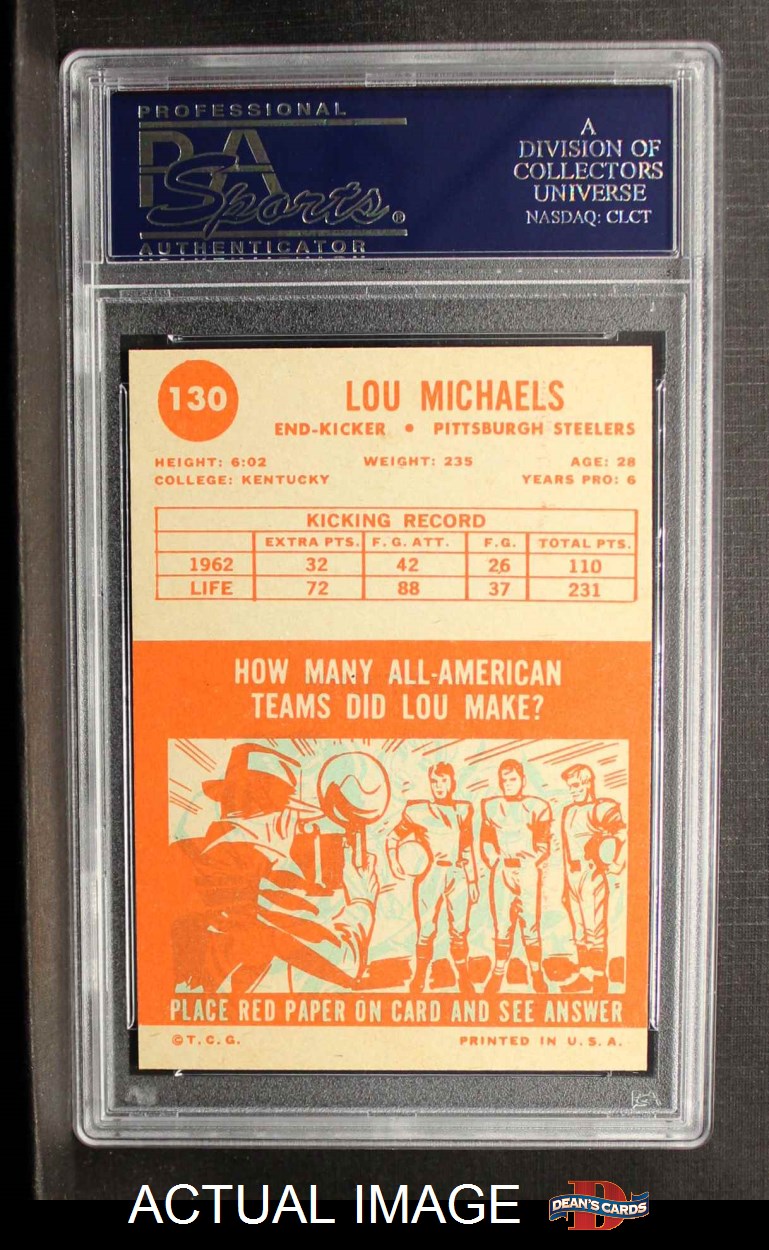 PROFESSIONAL
PSA
Sports®
AUTHENTICATOR
A
DIVISION OF
COLLECTORS
UNIVERSE
NASDAQ: CLCT
130
LOU MICHAELS
END-KICKER • PITTSBURGH STEELERS
HEIGHT: 6:02 WEIGHT: 235 AGE: 28
COLLEGE: KENTUCKY YEARS PRO: 6
KICKING RECORD
EXTRA PTS. F. G. ATT. F.G. TOTAL PTS.
1962 32 42 26 110
LIFE 72 88 37 231
HOW MANY ALL-AMERICAN
TEAMS DID LOU MAKE?
PLACE RED PAPER ON CARD AND SEE ANSWER
©T.C.G. PRINTED IN U.S.A.
PSA
ACTUAL IMAGE
DEAN'S CARDS